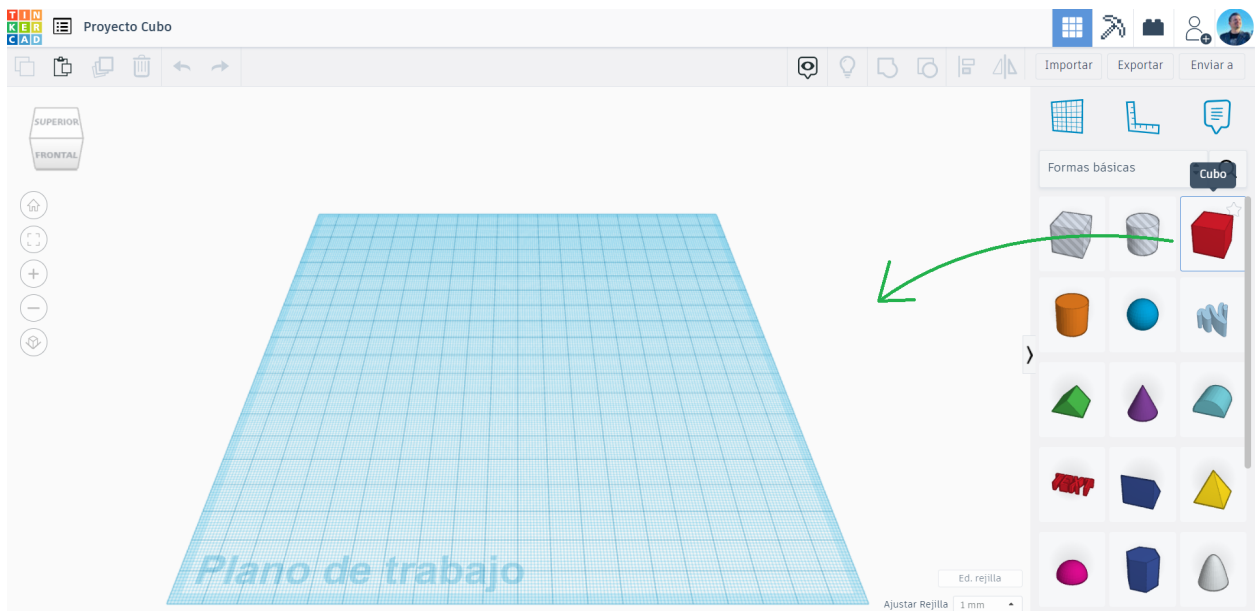 TIN
KER
CAD
Proyecto Cubo
Importar
Exportar
Enviar a
SUPERIOR
FRONTAL
Formas básicas
Cubo
TEXT
Plano de trabajo
Ed. rejilla
Ajustar Rejilla 1 mm